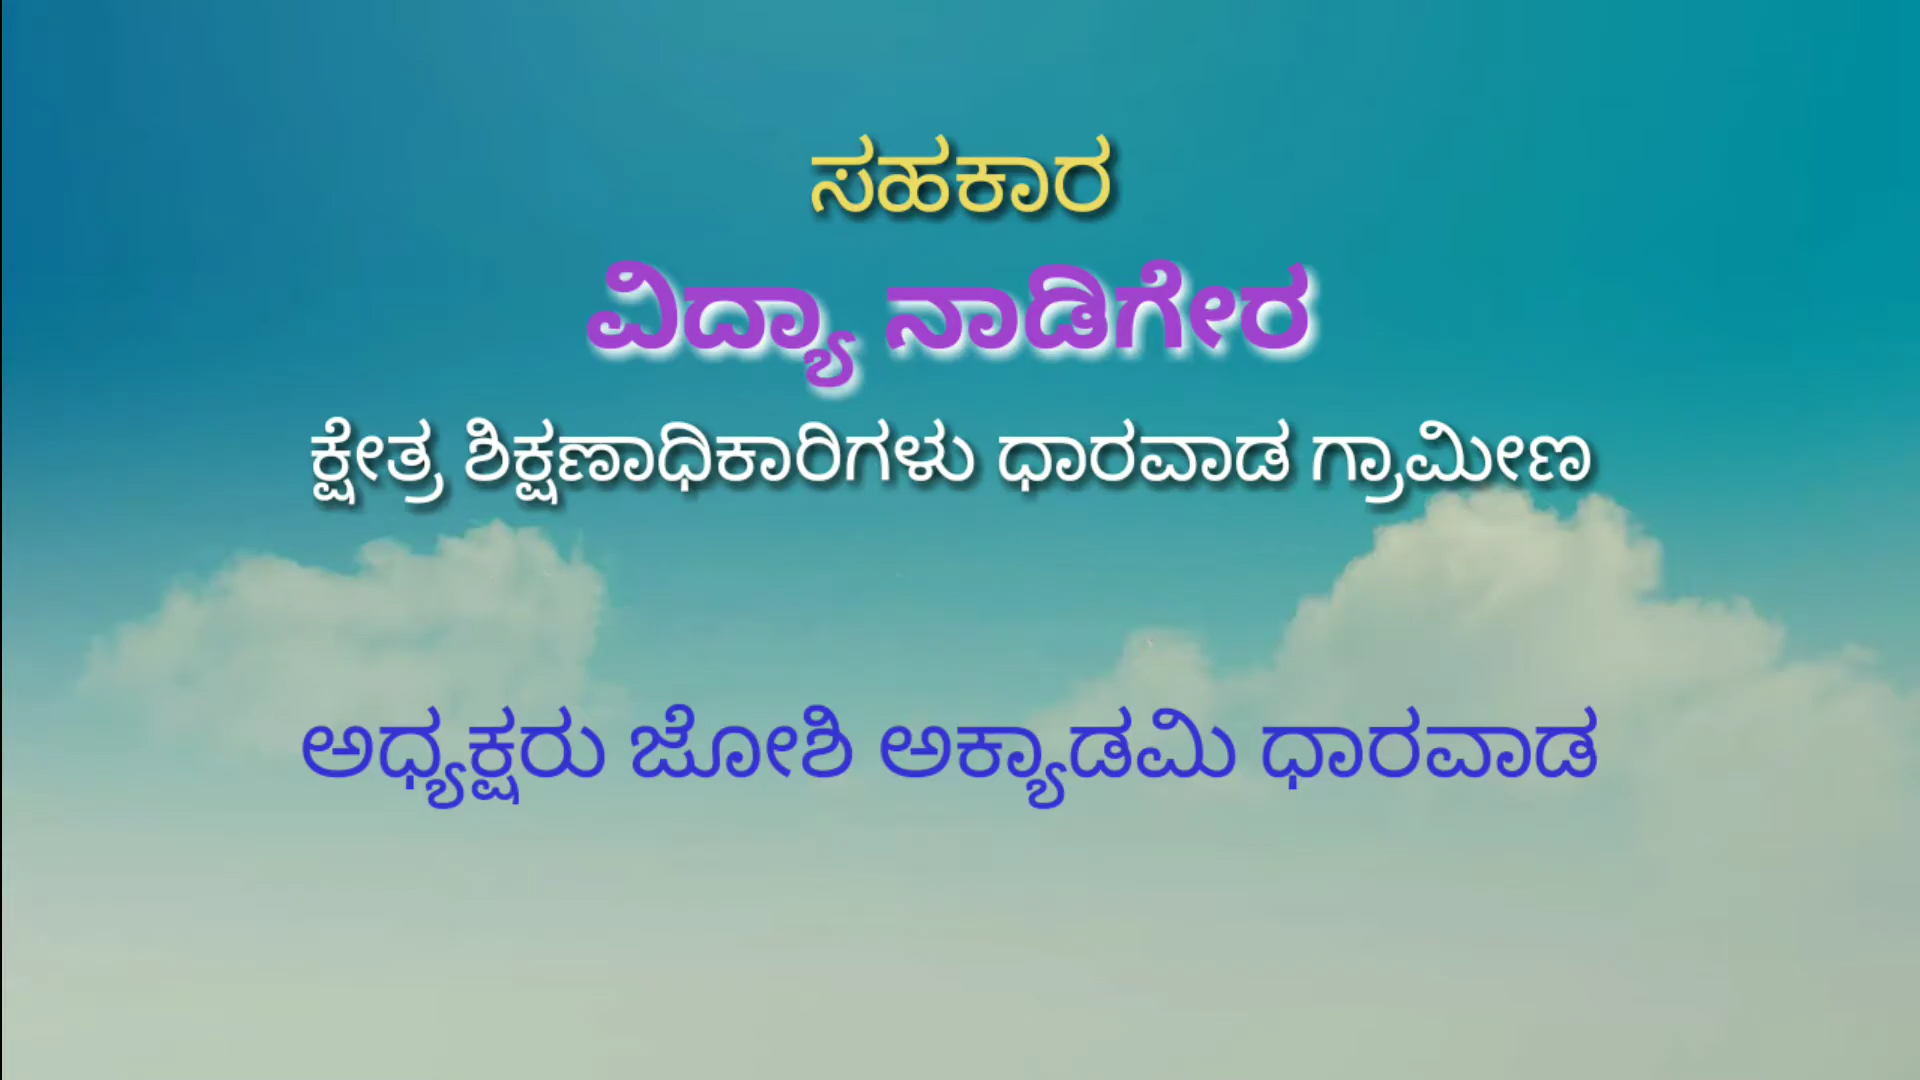 ಸಹಕಾರ
ವಿದ್ಯಾ ನಾಡಿಗೇರ
ಕ್ಷೇತ್ರ ಶಿಕ್ಷಣಾಧಿಕಾರಿಗಳು ಧಾರವಾಡ ಗ್ರಾಮೀಣ
ಅಧ್ಯಕ್ಷರು ಜೋಶಿ ಅಕ್ಯಾಡಮಿ ಧಾರವಾಡ